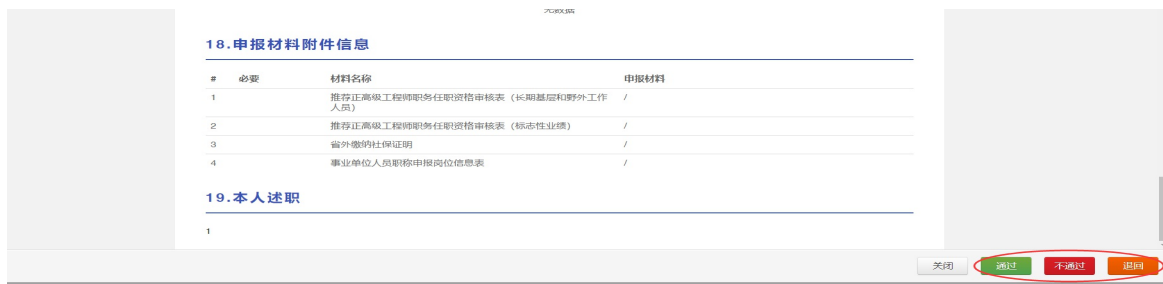 无数据
18.申报材料附件信息
# 必要 材料名称 申报材料
1 推荐正高级工程师职务任职资格审核表（长期基层和野外工作人员） /
2 推荐正高级工程师职务任职资格审核表（标志性业绩） /
3 省外缴纳社保证明 /
4 事业单位人员职称申报岗位信息表 /
19.本人述职
1
关闭 通过 不通过 退回